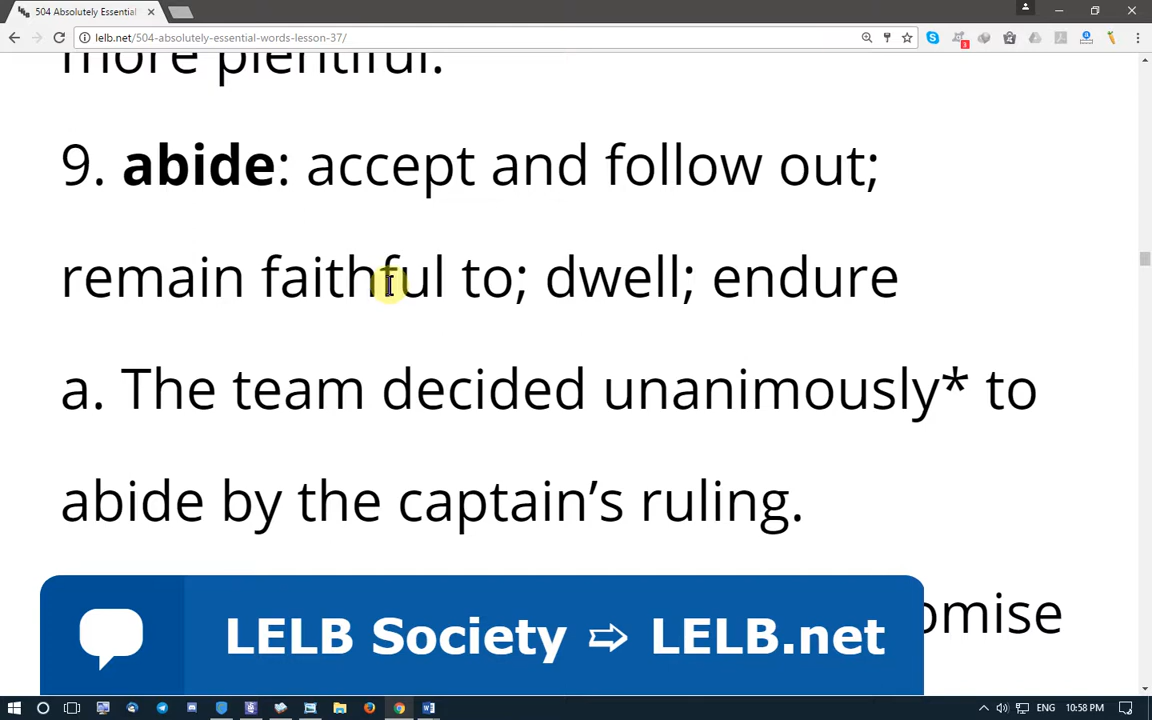 504 Absolutely Essential
lelb.net/504-absolutely-essential-words-lesson-37/
more plentiful.
9. abide: accept and follow out;
remain faithful to; dwell; endure
a. The team decided unanimously* to
abide by the captain’s ruling.
omise
LELB Society ⇨ LELB.net
ENG 10:58 PM